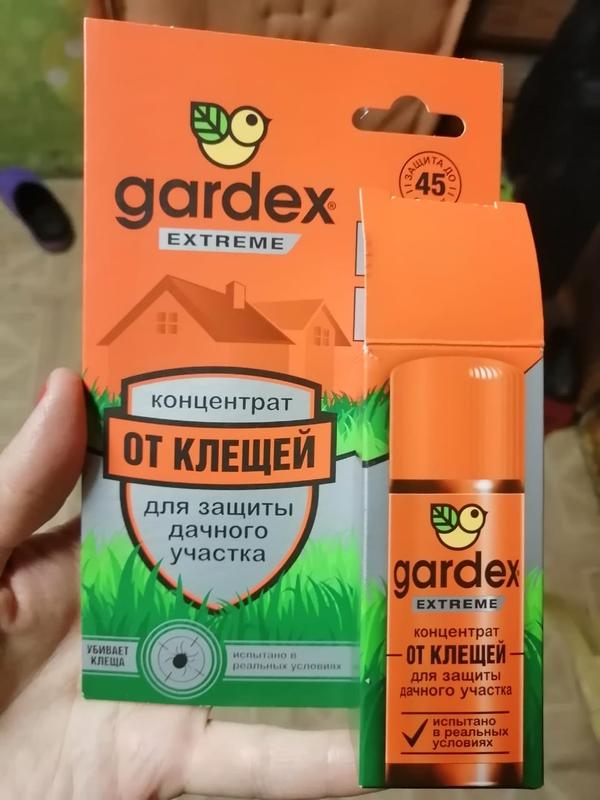 gardex®
EXTREME
ЗАЩИТА ДО
45
концентрат
ОТ КЛЕЩЕЙ
для защиты
дачного
участка
УБИВАЕТ
КЛЕЩА
испытано в
реальных условиях
gardex
EXTREME
концентрат
ОТ КЛЕЩЕЙ
для защиты
дачного участка
испытано
в реальных
условиях